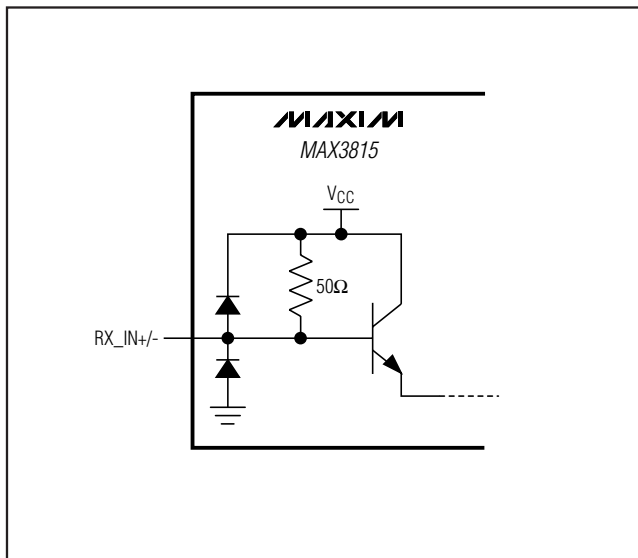 MAXIM
MAX3815
VCC
50Ω
RX_IN+/-